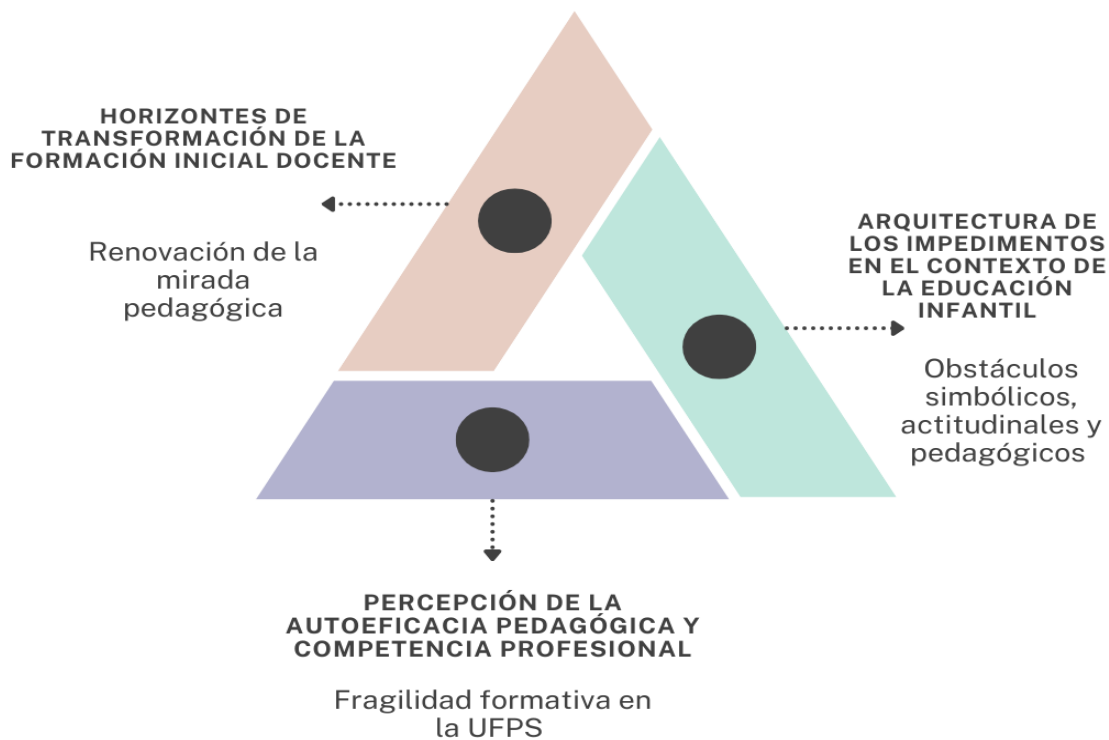 HORIZONTES DE
TRANSFORMACIÓN DE LA
FORMACIÓN INICIAL DOCENTE
Renovación de la
mirada
pedagógica
ARQUITECTURA DE
LOS IMPEDIMENTOS
EN EL CONTEXTO DE
LA EDUCACIÓN
INFANTIL
Obstáculos
simbólicos,
actitudinales y
pedagógicos
PERCEPCIÓN DE LA
AUTOEFICACIA PEDAGÓGICA Y
COMPETENCIA PROFESIONAL
Fragilidad formativa en
la UFPS